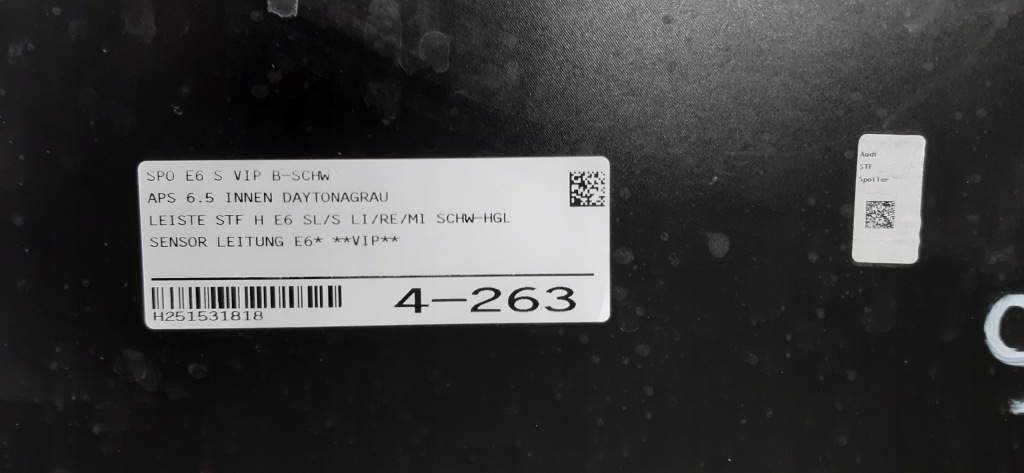 SPO E6 S VIP B-SCHW
APS 6.5 INNEN DAYTONAGRAU
LEISTE STF H E6 SL/S LI/RE/MI SCHW-HGL
SENSOR LEITUNG E6* **VIP**
H251531818
4-263
Audi
STF
Spoiler